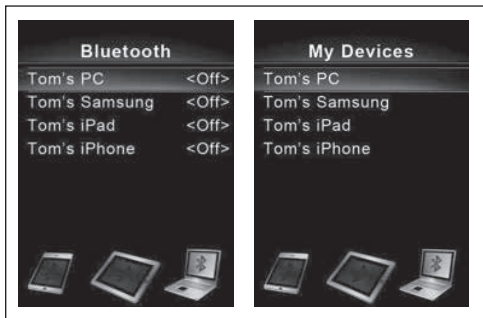 Bluetooth
Tom's PC <Off>
Tom's Samsung <Off>
Tom's iPad <Off>
Tom's iPhone <Off>
My Devices
Tom's PC
Tom's Samsung
Tom's iPad
Tom's iPhone